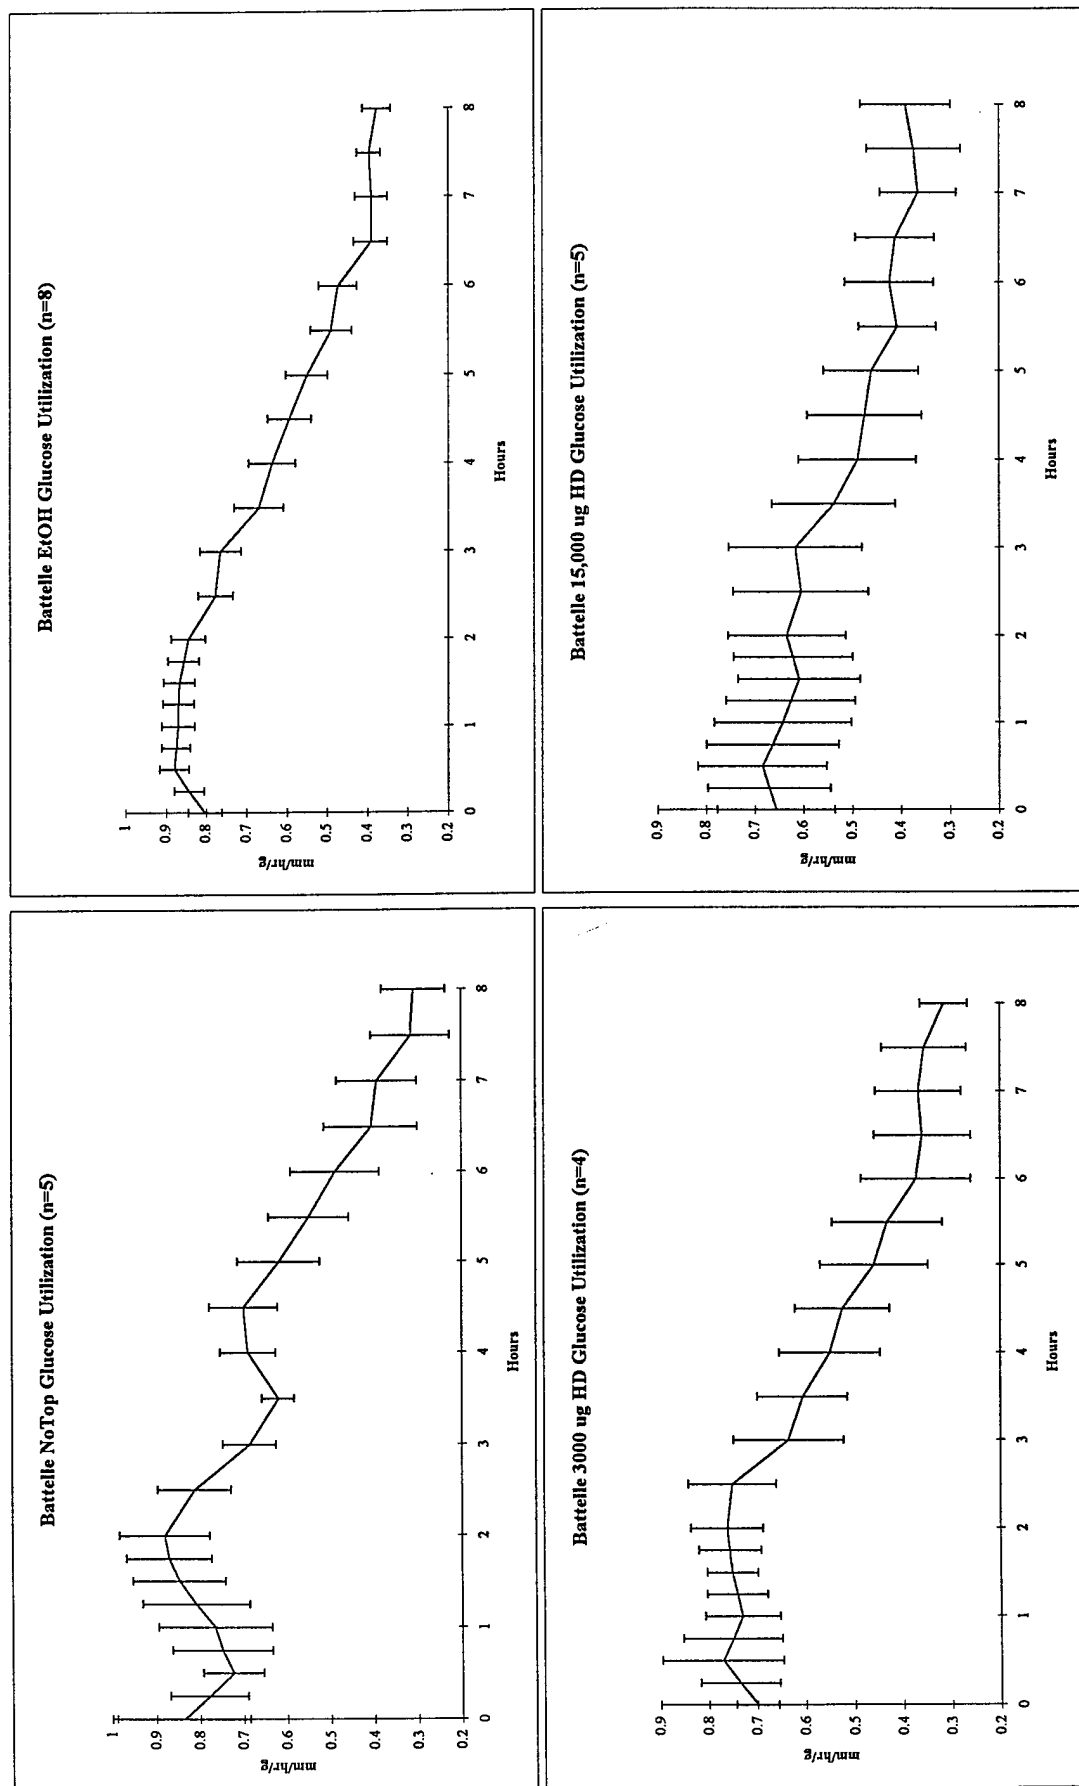 Battelle NoTop Glucose Utilization (n=5)
1
0.9
0.8
0.7
0.6
0.5
0.4
0.3
0.2
mm/hr/g
0 1 2 3 4 5 6 7 8
Hours
Battelle EtOH Glucose Utilization (n=8)
1
0.9
0.8
0.7
0.6
0.5
0.4
0.3
0.2
mm/hr/g
0 1 2 3 4 5 6 7 8
Hours
Battelle 3000 ug HD Glucose Utilization (n=4)
0.9
0.8
0.7
0.6
0.5
0.4
0.3
0.2
mm/hr/g
0 1 2 3 4 5 6 7 8
Hours
Battelle 15,000 ug HD Glucose Utilization (n=5)
0.9
0.8
0.7
0.6
0.5
0.4
0.3
0.2
mm/hr/g
0 1 2 3 4 5 6 7 8
Hours